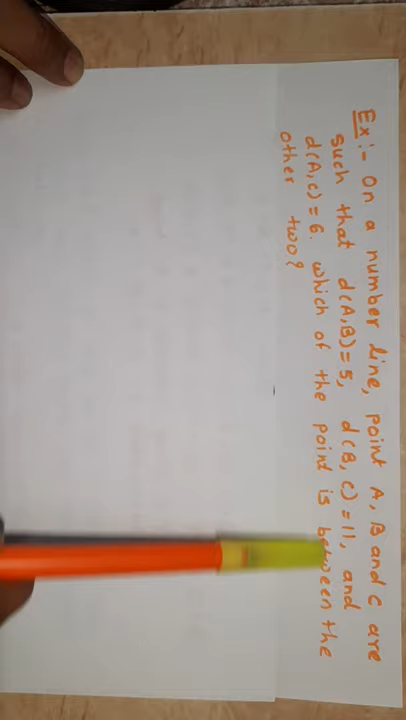 Ex:- On a number line, point A, B and C are
such that d(A,B)=5, d(B,C)=11, and
d(A,C)=6. which of the point is between the
other two?